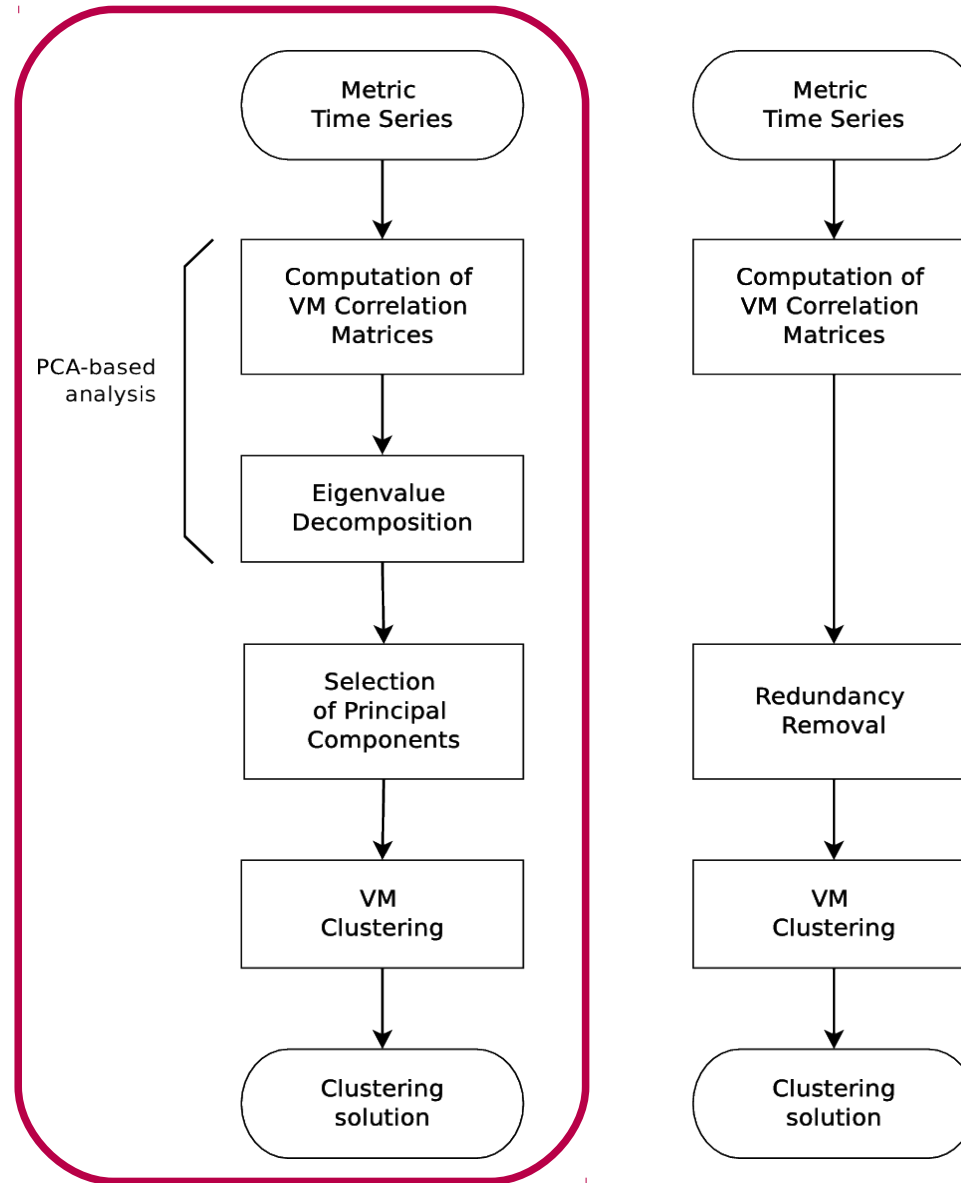 Metric
Time Series
Computation of
VM Correlation
Matrices
PCA-based
analysis
Eigenvalue
Decomposition
Selection
of Principal
Components
VM
Clustering
Clustering
solution
Metric
Time Series
Computation of
VM Correlation
Matrices
Redundancy
Removal
VM
Clustering
Clustering
solution